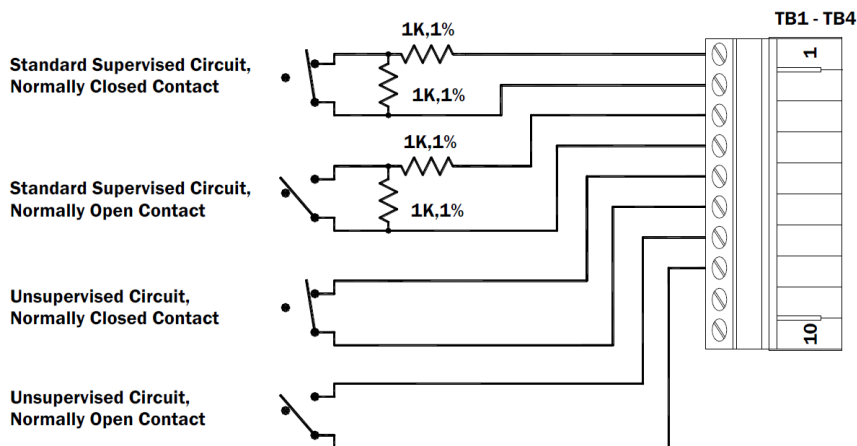 TB1 - TB4
1K,1%
1
Standard Supervised Circuit,
Normally Closed Contact
1K,1%
1K,1%
Standard Supervised Circuit,
Normally Open Contact
1K,1%
Unsupervised Circuit,
Normally Closed Contact
10
Unsupervised Circuit,
Normally Open Contact